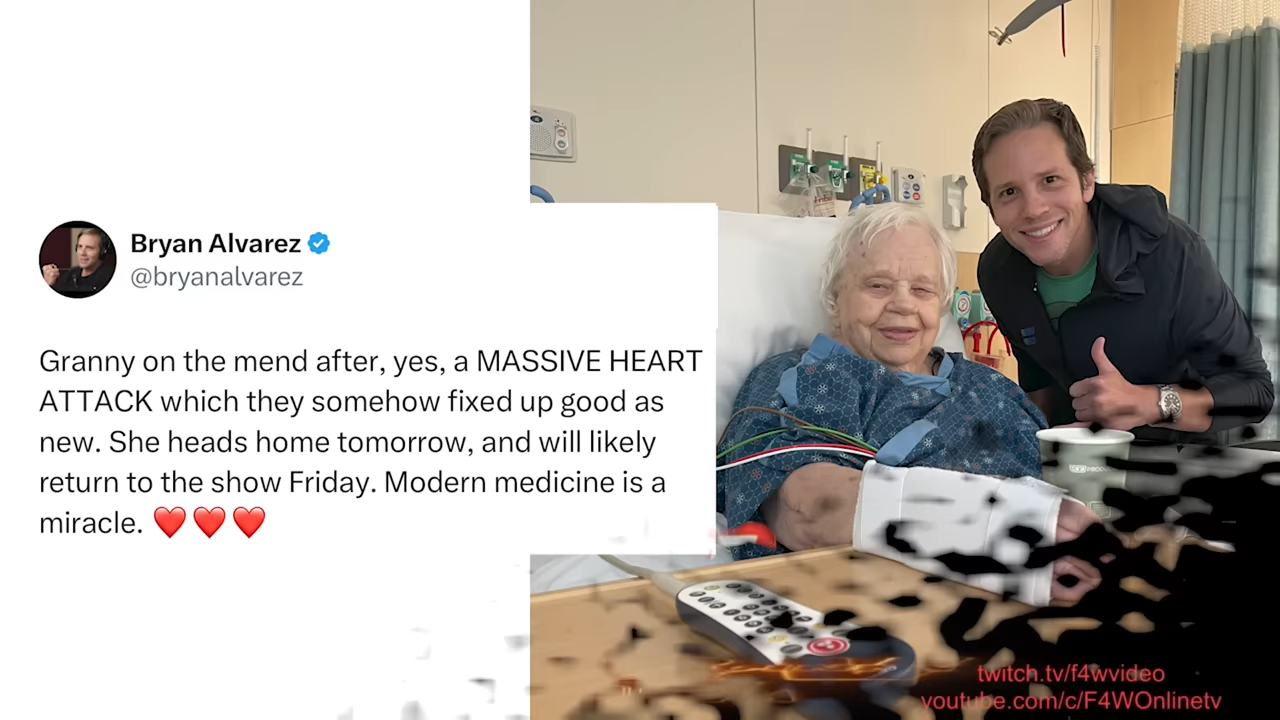 Bryan Alvarez
@bryanalvarez
Granny on the mend after, yes, a MASSIVE HEART
ATTACK which they somehow fixed up good as
new. She heads home tomorrow, and will likely
return to the show Friday. Modern medicine is a
miracle. ❤️❤️❤️
twitch.tv/f4wvideo
youtube.com/c/F4WOnlinetv